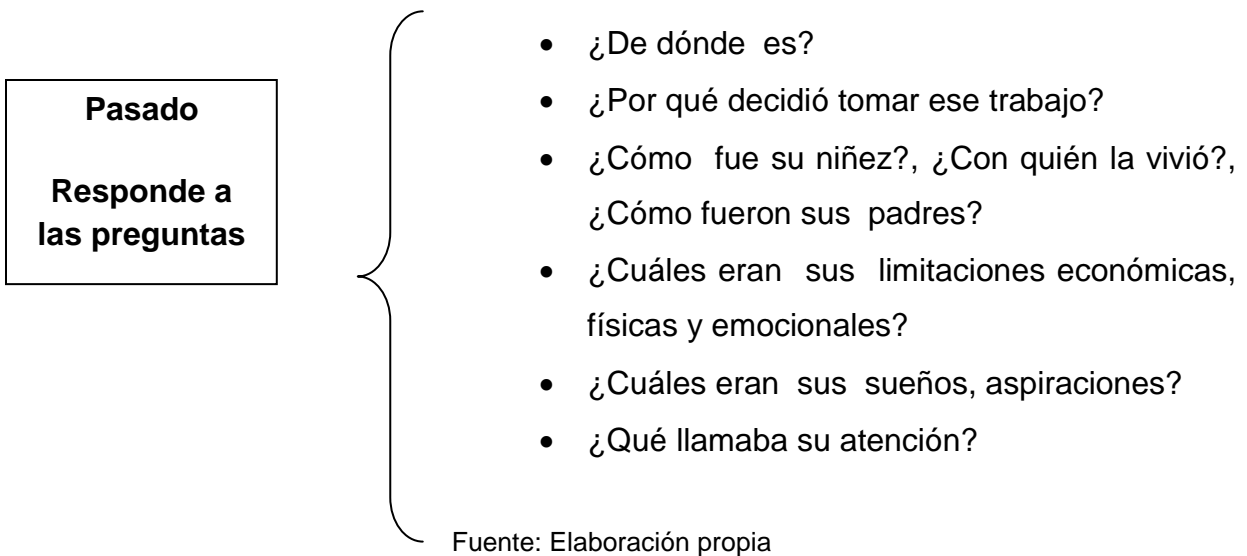 Pasado
Responde a
las preguntas
• ¿De dónde es?
• ¿Por qué decidió tomar ese trabajo?
• ¿Cómo fue su niñez?, ¿Con quién la vivió?,
¿Cómo fueron sus padres?
• ¿Cuáles eran sus limitaciones económicas,
físicas y emocionales?
• ¿Cuáles eran sus sueños, aspiraciones?
• ¿Qué llamaba su atención?
Fuente: Elaboración propia